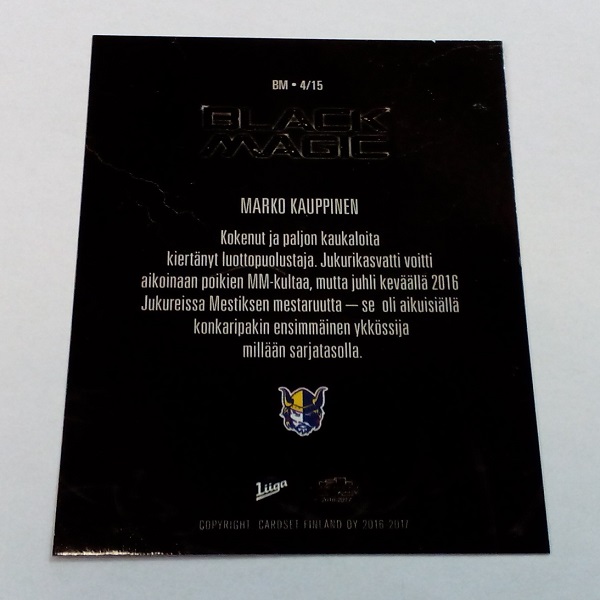 BM ▪ 4/15
BLACK
MAGIC
MARKO KAUPPINEN
Kokenut ja paljon kaukaloita
kiertänyt luottopuolustaja. Jukurikasvatti voitti
aikoinaan poikien MM-kultaa, mutta juhli keväällä 2016
Jukureissa Mestiksen mestaruutta – se oli aikuisiällä
konkaripakin ensimmäinen ykkössija
millään sarjatasolla.
Liiga
COPYRIGHT: CARDSET FINLAND OY 2016-2017